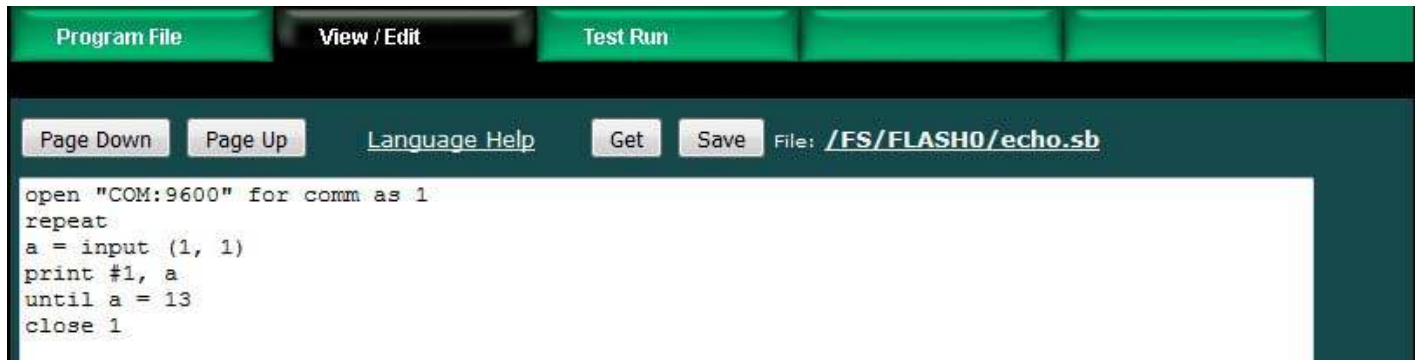 Program File View / Edit Test Run
Page Down Page Up Language Help Get Save File: /FS/FLASH0/echo.sb
open "COM:9600" for comm as 1
repeat
a = input (1, 1)
print #1, a
until a = 13
close 1